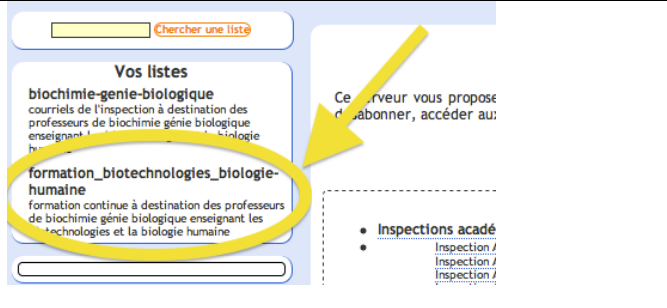 Chercher une liste
Vos listes
biochimie-genie-biologique
courriels de l'inspection à destination des
professeurs de biochimie génie biologique
enseignant
formation_biotechnologies_biologie-
humaine
formation continue à destination des professeurs
de biochimie génie biologique enseignant les
et la biologie humaine
Ce serveur vous propose
accéder aux
Inspections acadé
Inspection A
Inspection A
Inspection A